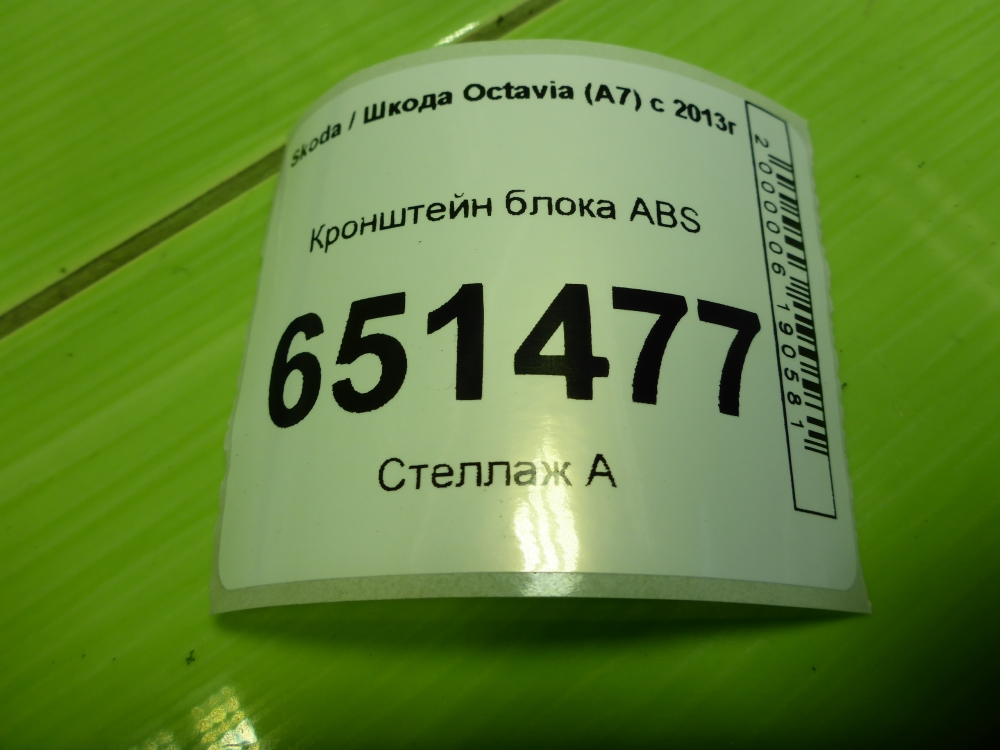 Skoda / Шкода Octavia (A7) с 2013г
Кронштейн блока ABS
651477
Стеллаж А
2000006190581